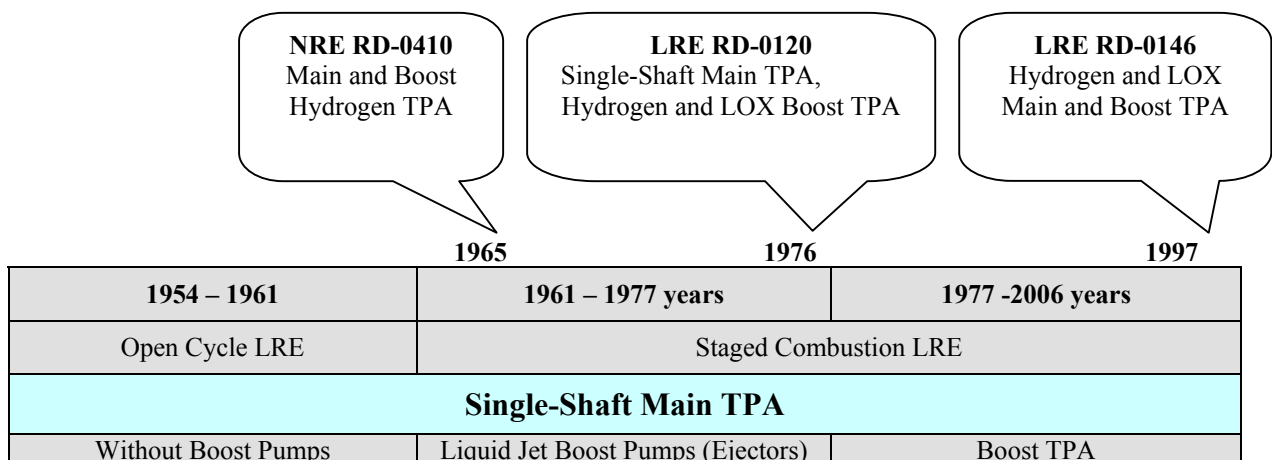 NRE RD-0410
Main and Boost
Hydrogen TPA
LRE RD-0120
Single-Shaft Main TPA,
Hydrogen and LOX Boost TPA
LRE RD-0146
Hydrogen and LOX
Main and Boost TPA
1965 1976 1997
1954 – 1961 1961 – 1977 years 1977 -2006 years
Open Cycle LRE Staged Combustion LRE
Single-Shaft Main TPA
Without Boost Pumps Liquid Jet Boost Pumps (Ejectors) Boost TPA